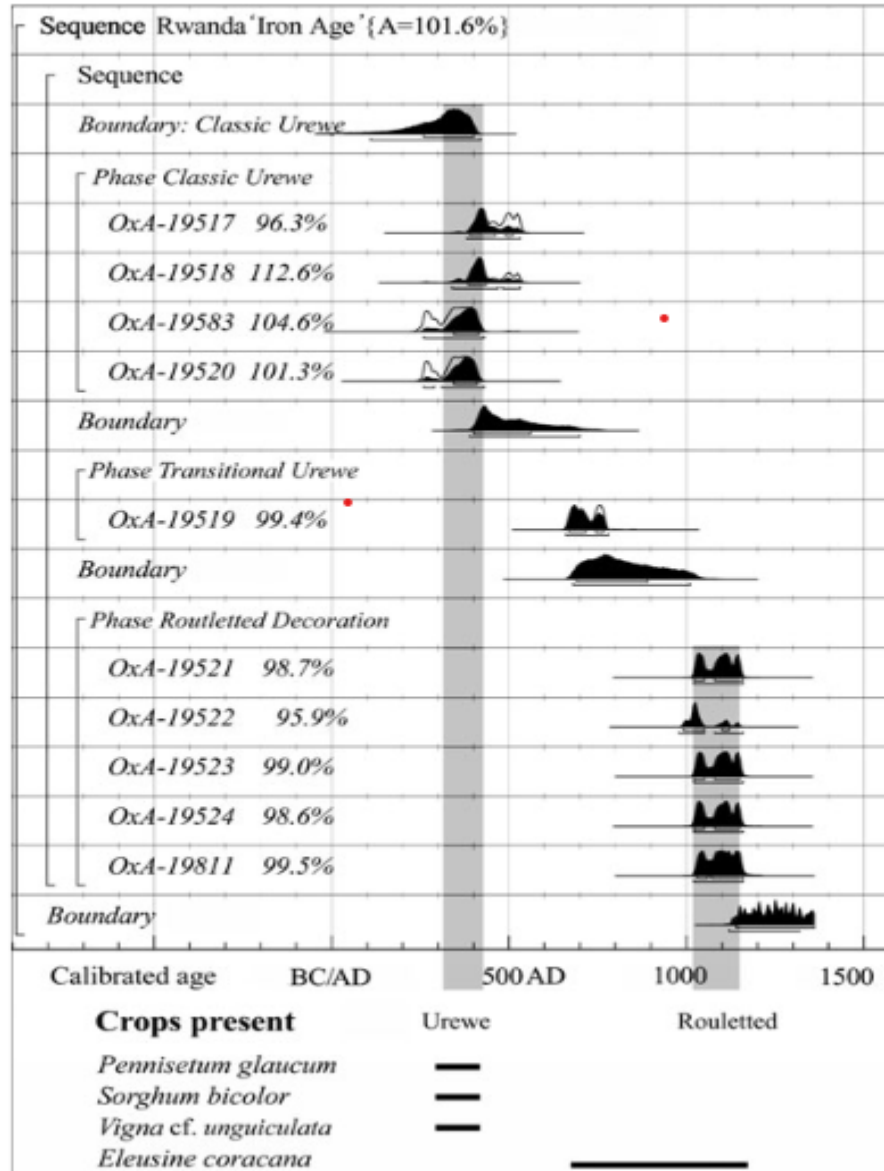 Sequence Rwanda 'Iron Age' {A=101.6%}
Sequence
Boundary: Classic Urewe
Phase Classic Urewe
OxA-19517 96.3%
OxA-19518 112.6%
OxA-19583 104.6%
OxA-19520 101.3%
Boundary
Phase Transitional Urewe
OxA-19519 99.4%
Boundary
Phase Routletted Decoration
OxA-19521 98.7%
OxA-19522 95.9%
OxA-19523 99.0%
OxA-19524 98.6%
OxA-19811 99.5%
Boundary
Calibrated age BC/AD 500 AD 1000 1500
Crops present Urewe Rouletted
Pennisetum glaucum
Sorghum bicolor
Vigna cf. unguiculata
Eleusine coracana